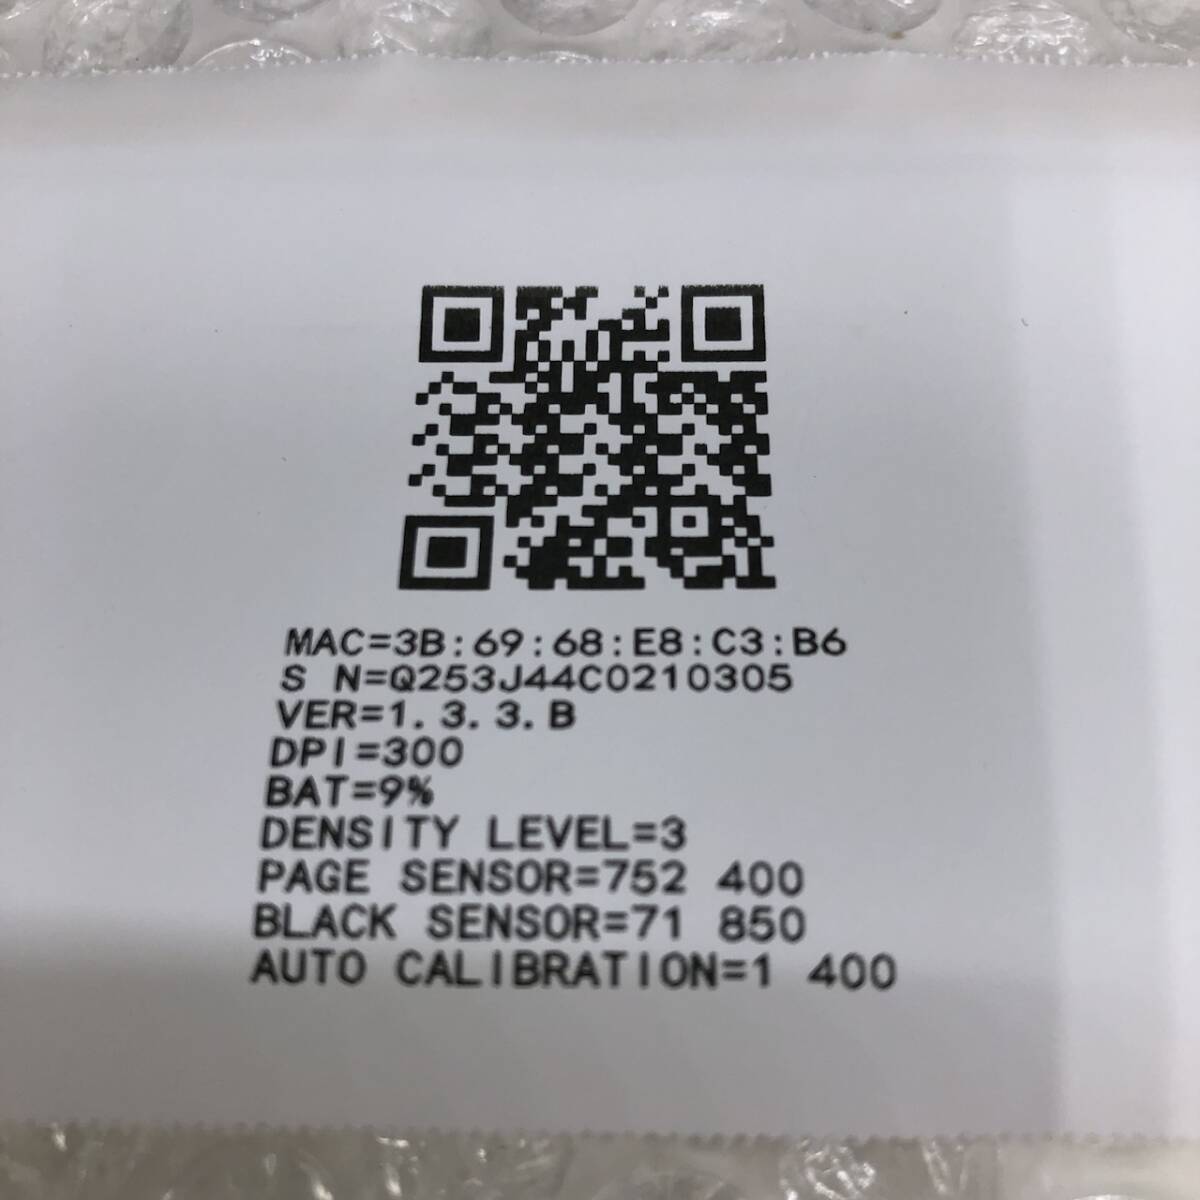 MAC=3B:69:68:E8:C3:B6
S N=Q253J44C0210305
VER=1.3.3.B
DPI=300
BAT=9%
DENSITY LEVEL=3
PAGE SENSOR=752 400
BLACK SENSOR=71 850
AUTO CALIBRATION=1 400